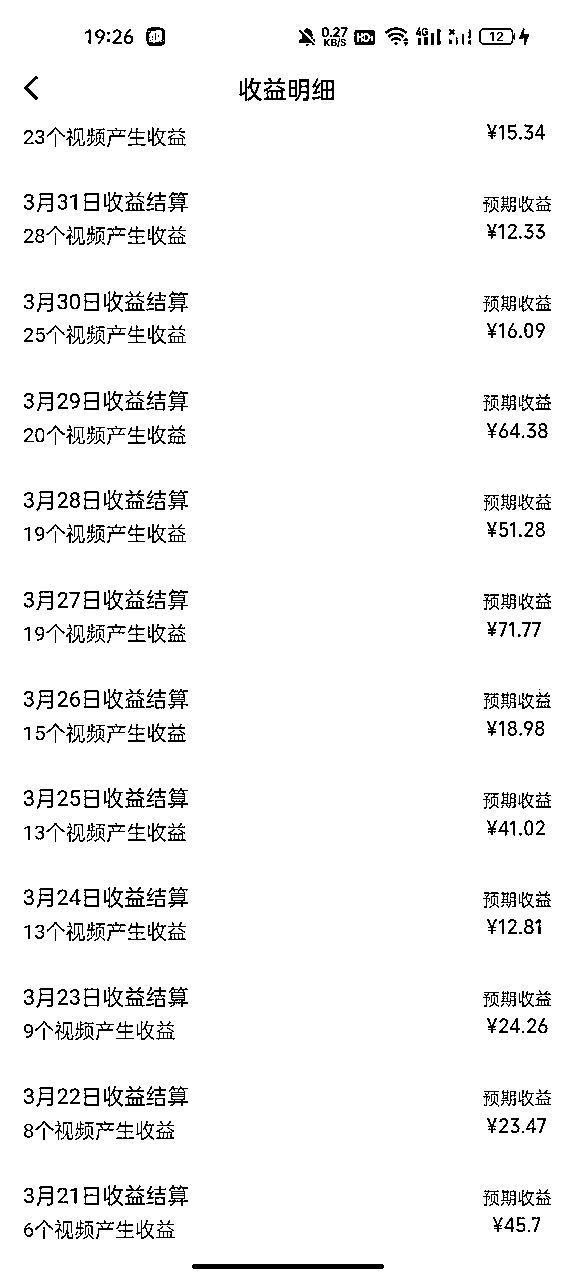 19:26 0.27 KB/S HD 4G 12
收益明细
23个视频产生收益 ¥15.34
3月31日收益结算 预期收益
28个视频产生收益 ¥12.33
3月30日收益结算 预期收益
25个视频产生收益 ¥16.09
3月29日收益结算 预期收益
20个视频产生收益 ¥64.38
3月28日收益结算 预期收益
19个视频产生收益 ¥51.28
3月27日收益结算 预期收益
19个视频产生收益 ¥71.77
3月26日收益结算 预期收益
15个视频产生收益 ¥18.98
3月25日收益结算 预期收益
13个视频产生收益 ¥41.02
3月24日收益结算 预期收益
13个视频产生收益 ¥12.81
3月23日收益结算 预期收益
9个视频产生收益 ¥24.26
3月22日收益结算 预期收益
8个视频产生收益 ¥23.47
3月21日收益结算 预期收益
6个视频产生收益 ¥45.7